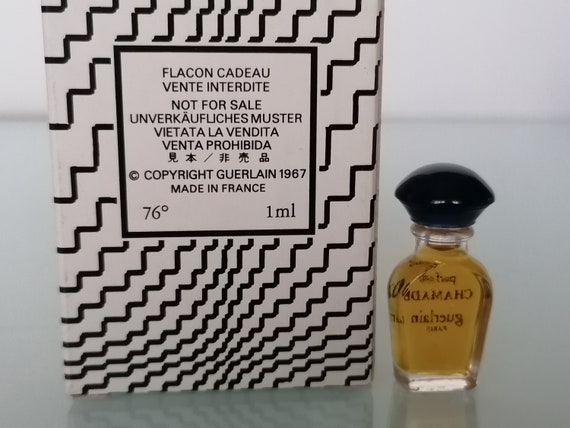 FLACON CADEAU
VENTE INTERDITE
NOT FOR SALE
UNVERKÄUFLICHES MUSTER
VIETATA LA VENDITA
VENTA PROHIBIDA
見本／非売品
© COPYRIGHT GUERLAIN 1967
MADE IN FRANCE
76° 1ml
CHAMADE
guerlain
PARIS